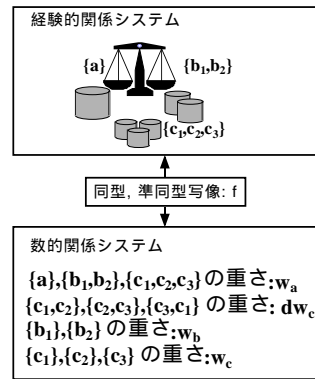 経験的関係システム
{a} {b₁,b₂}
{c₁,c₂,c₃}
同型, 準同型写像: f
数的関係システム
{a},{b₁,b₂},{c₁,c₂,c₃}の重さ:wₐ
{c₁,c₂},{c₂,c₃},{c₃,c₁}の重さ: dw꜀
{b₁},{b₂}の重さ:w_b
{c₁},{c₂},{c₃}の重さ:w꜀